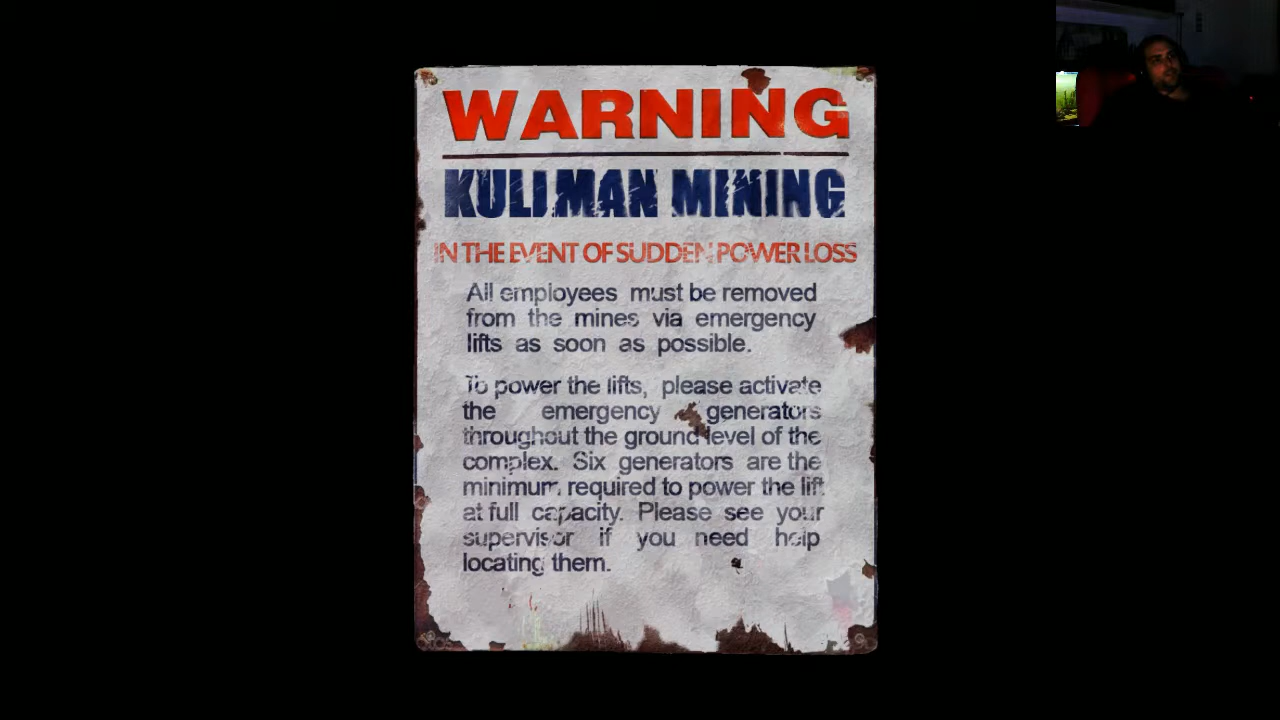 WARNING
KULLMAN MINING
IN THE EVENT OF SUDDEN POWER LOSS
All employees must be removed
from the mines via emergency
lifts as soon as possible.
To power the lifts, please activate
the emergency generators
throughout the ground level of the
complex. Six generators are the
minimum required to power the lift
at full capacity. Please see your
supervisor if you need help
locating them.